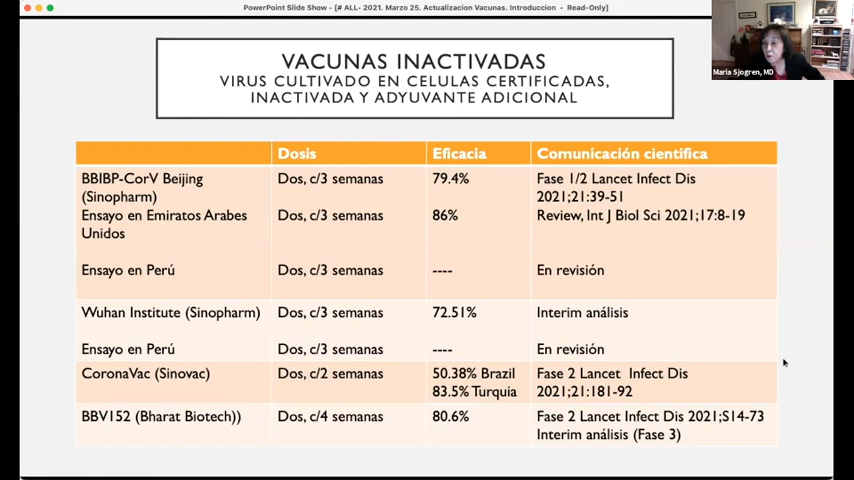 PowerPoint Slide Show - [# ALL- 2021. Marzo 25. Actualizacion Vacunas. Introduccion - Read-Only]
Maria Sjogren, MD
VACUNAS INACTIVADAS
VIRUS CULTIVADO EN CELULAS CERTIFICADAS,
INACTIVADA Y ADYUVANTE ADICIONAL
Dosis Eficacia Comunicación cientifica
BBIBP-CorV Beijing Dos, c/3 semanas 79.4% Fase 1/2 Lancet Infect Dis
(Sinopharm) 2021;21:39-51
Ensayo en Emiratos Arabes Dos, c/3 semanas 86% Review, Int J Biol Sci 2021;17:8-19
Unidos
Ensayo en Perú Dos, c/3 semanas ---- En revisión
Wuhan Institute (Sinopharm) Dos, c/3 semanas 72.51% Interim análisis
Ensayo en Perú Dos, c/3 semanas ---- En revisión
CoronaVac (Sinovac) Dos, c/2 semanas 50.38% Brazil Fase 2 Lancet Infect Dis
83.5% Turquia 2021;21:181-92
BBV152 (Bharat Biotech)) Dos, c/4 semanas 80.6% Fase 2 Lancet Infect Dis 2021;S14-73
Interim análisis (Fase 3)